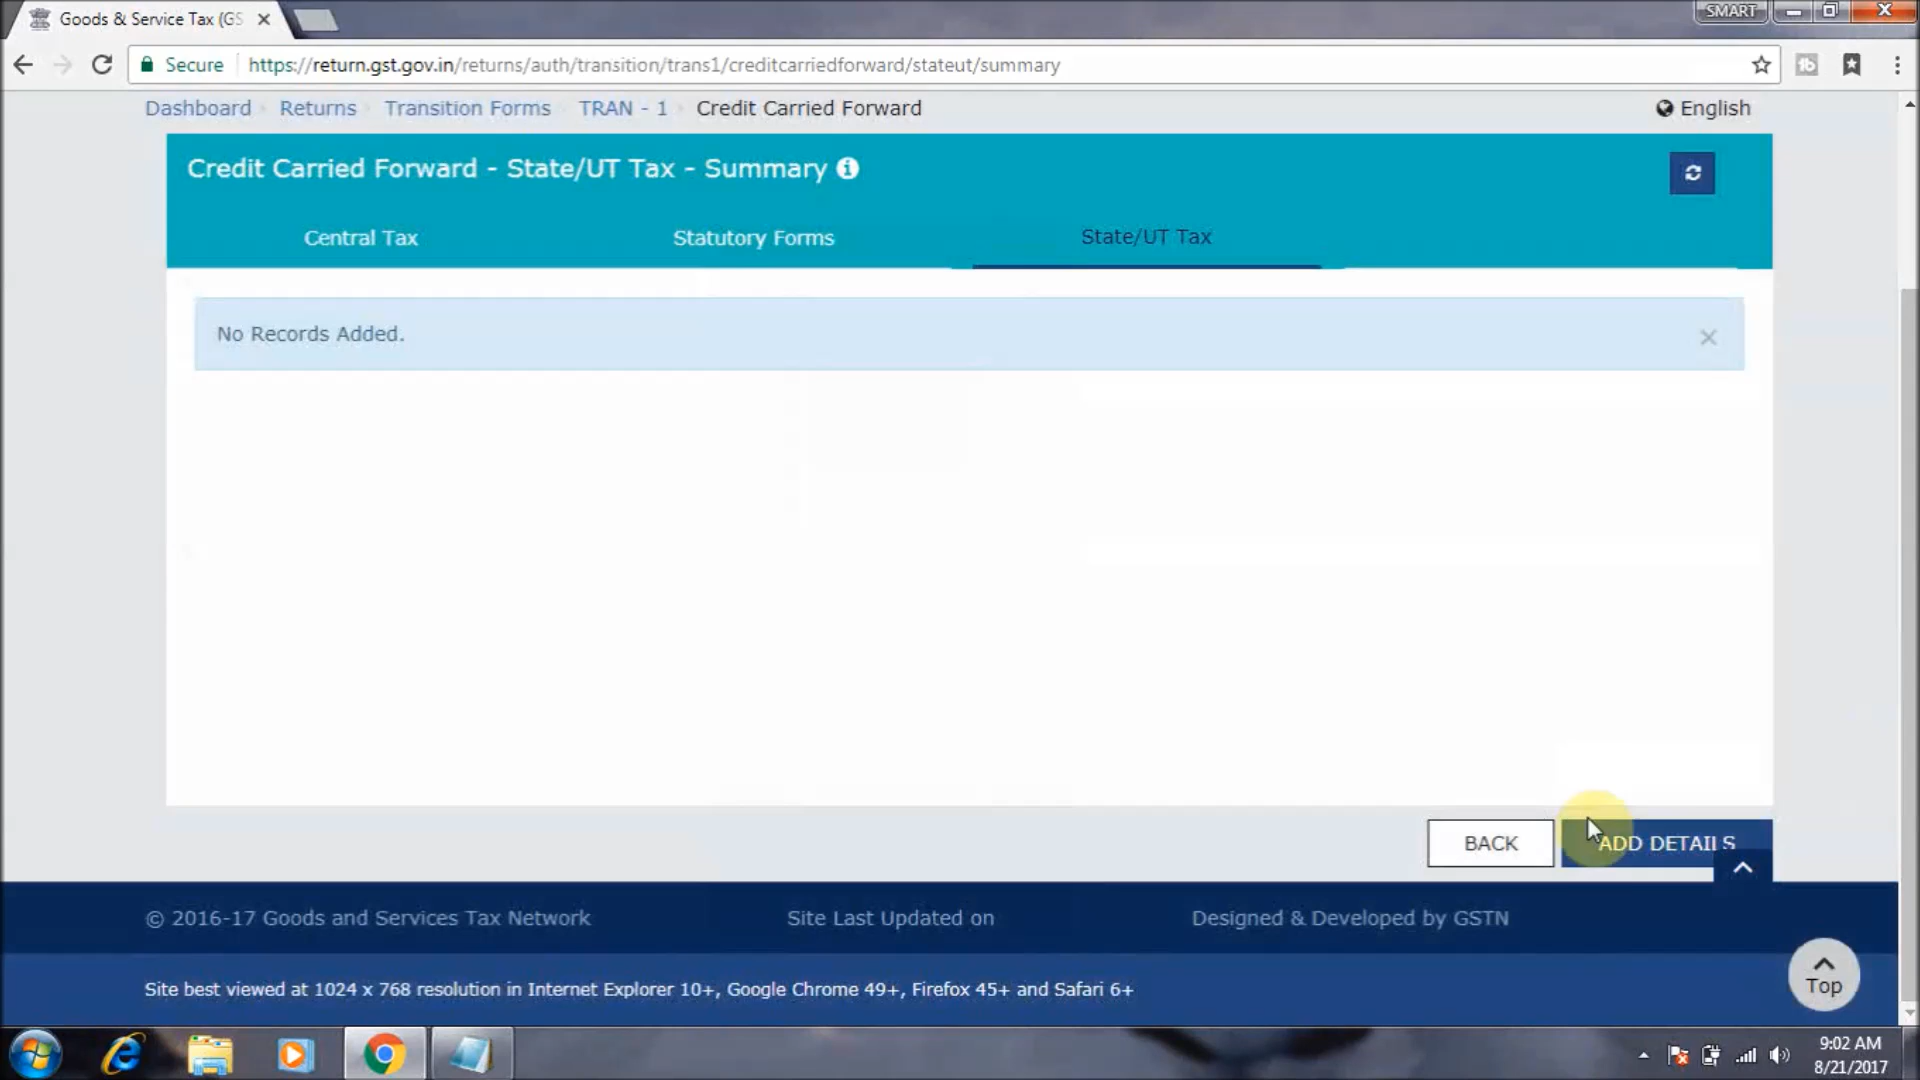 Goods & Service Tax (GS
SMART
Secure https://return.gst.gov.in/returns/auth/transition/trans1/creditcarriedforward/stateut/summary
Dashboard Returns Transition Forms TRAN - 1 Credit Carried Forward English
Credit Carried Forward - State/UT Tax - Summary
Central Tax Statutory Forms State/UT Tax
No Records Added.
BACK ADD DETAILS
© 2016-17 Goods and Services Tax Network Site Last Updated on Designed & Developed by GSTN
Site best viewed at 1024 x 768 resolution in Internet Explorer 10+, Google Chrome 49+, Firefox 45+ and Safari 6+
Top
9:02 AM
8/21/2017